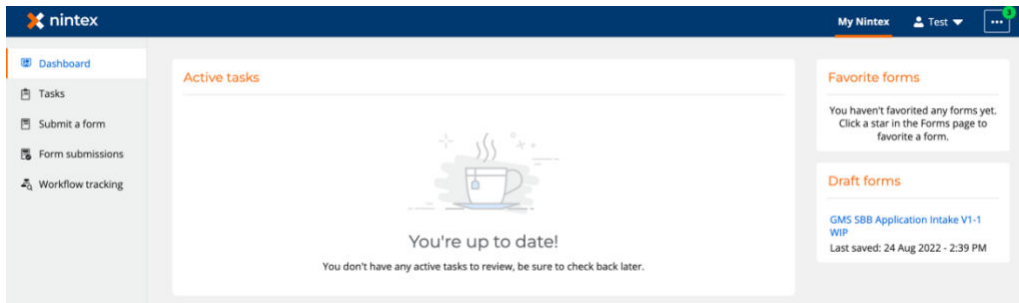 nintex
My Nintex
Test
3
Dashboard
Tasks
Submit a form
Form submissions
Workflow tracking
Active tasks
You're up to date!
You don't have any active tasks to review, be sure to check back later.
Favorite forms
You haven't favorited any forms yet.
Click a star in the Forms page to
favorite a form.
Draft forms
GMS SBB Application Intake V1-1
WIP
Last saved: 24 Aug 2022 - 2:39 PM